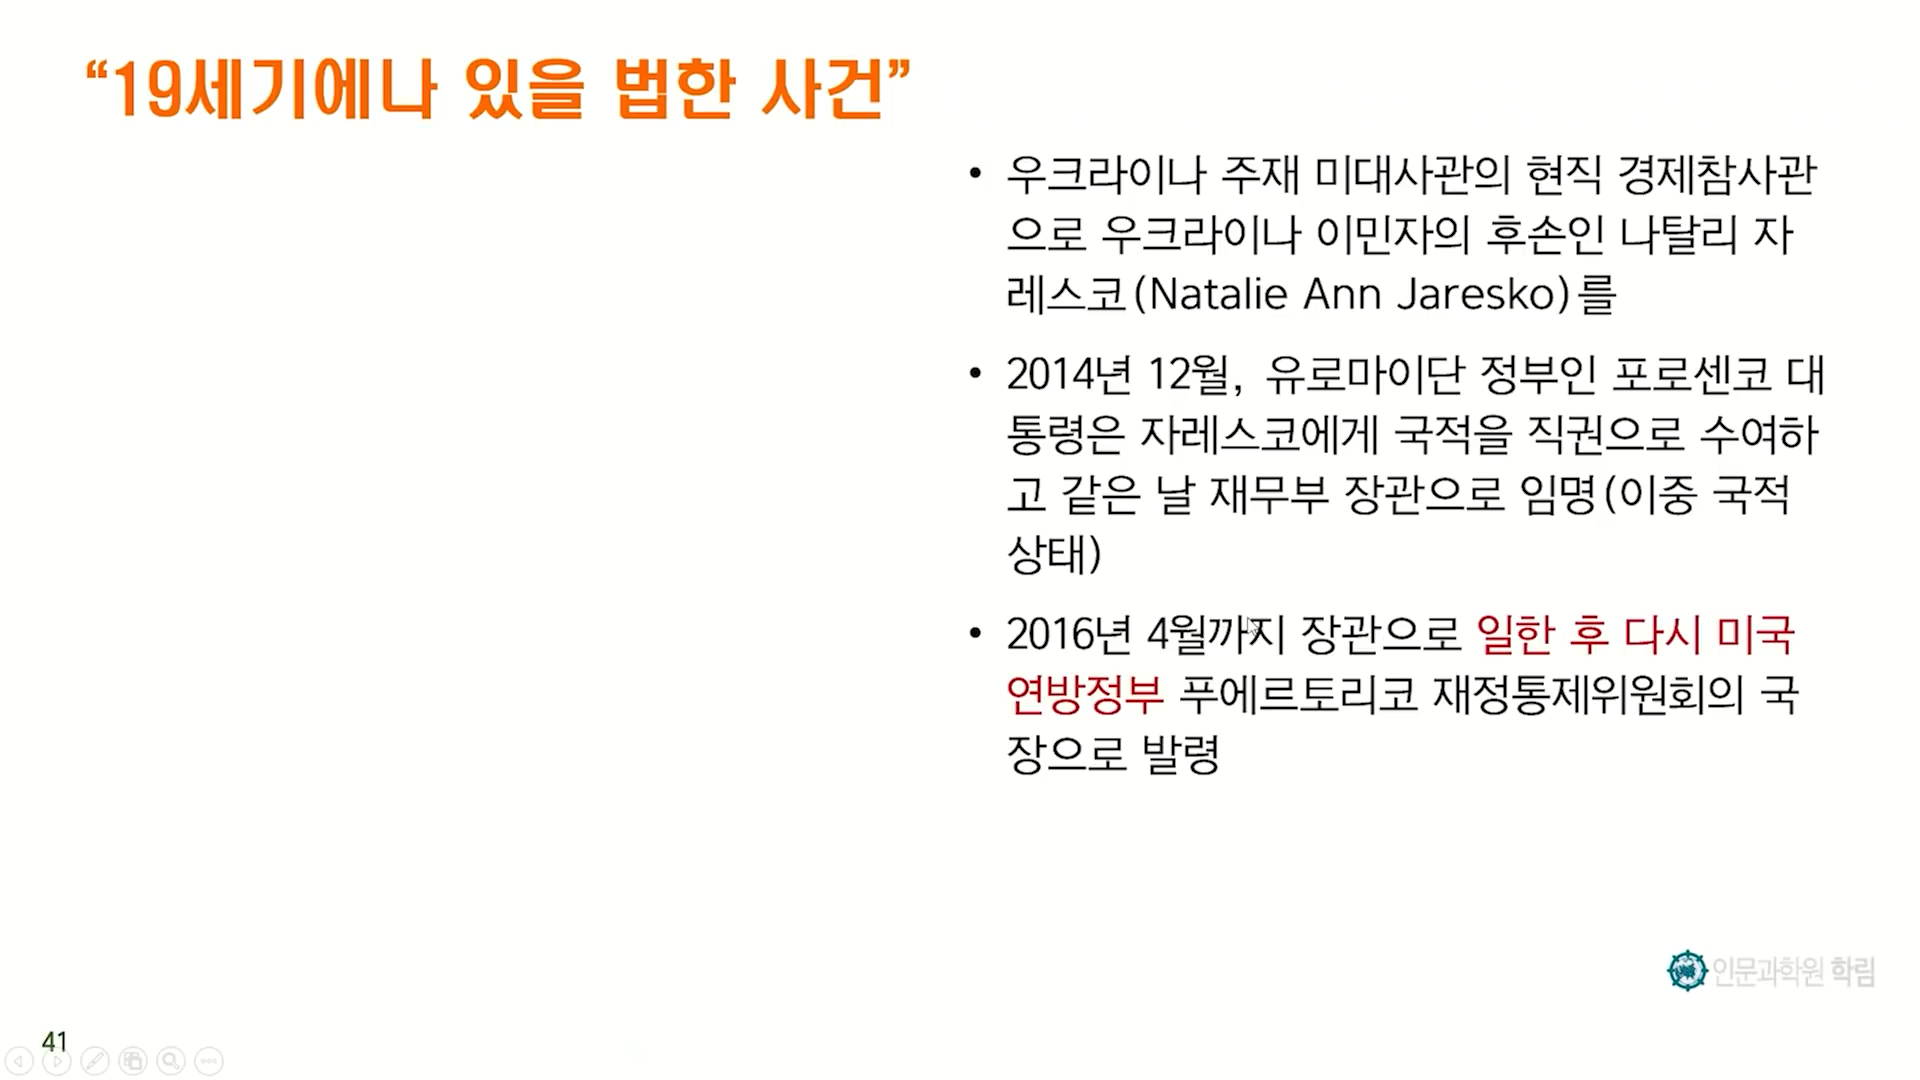 “19세기에나 있을 법한 사건”
• 우크라이나 주재 미대사관의 현직 경제참사관
으로 우크라이나 이민자의 후손인 나탈리 자
레스코(Natalie Ann Jaresko)를
• 2014년 12월, 유로마이단 정부인 포로센코 대
통령은 자레스코에게 국적을 직권으로 수여하
고 같은 날 재무부 장관으로 임명(이중 국적
상태)
• 2016년 4월까지 장관으로 일한 후 다시 미국
연방정부 푸에르토리코 재정통제위원회의 국
장으로 발령
인문과학원 학림
41